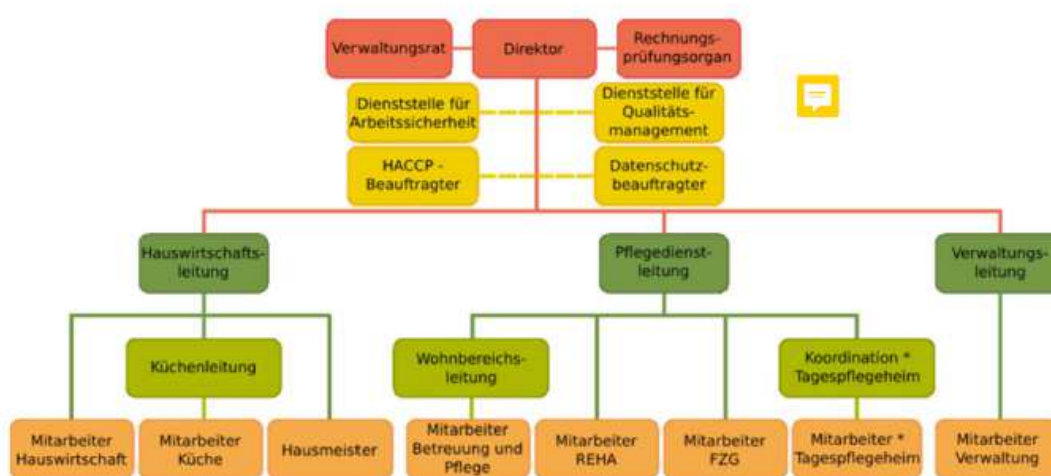 Verwaltungsrat
Direktor
Rechnungs-
prüfungsorgan
Dienststelle für
Arbeitssicherheit
Dienststelle für
Qualitäts-
management
HACCP -
Beauftragter
Datenschutz-
beauftragter
Hauswirtschafts-
leitung
Pflegedienst-
leitung
Verwaltungs-
leitung
Küchenleitung
Wohnbereichs-
leitung
Koordination *
Tagespflegeheim
Mitarbeiter
Hauswirtschaft
Mitarbeiter
Küche
Hausmeister
Mitarbeiter
Betreuung und
Pflege
Mitarbeiter
REHA
Mitarbeiter
FZG
Mitarbeiter *
Tagespflegeheim
Mitarbeiter
Verwaltung